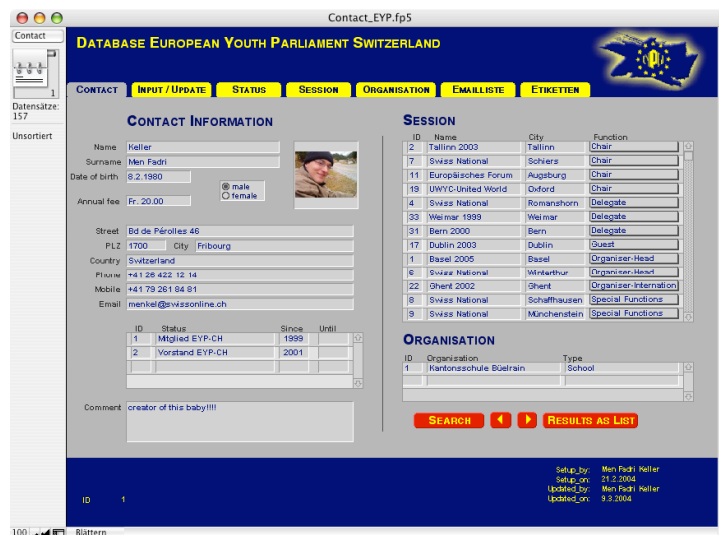 Contact_EYP.fp5
Contact
1
Datensätze:
157
Unsortiert
DATABASE EUROPEAN YOUTH PARLIAMENT SWITZERLAND
CONTACT INPUT / UPDATE STATUS SESSION ORGANISATION EMAILLISTE ETIKETTEN
CONTACT INFORMATION
Name Keller
Surname Men Fadri
Date of birth 8.2.1980
male
female
Annual fee Fr. 20.00
Street Bd de Pérolles 46
PLZ 1700 City Fribourg
Country Switzerland
Phone +41 26 422 12 14
Mobile +41 79 261 84 81
Email menkel@swissonline.ch
ID Status Since Until
1 Mitglied EYP-CH 1999
2 Vorstand EYP-CH 2001
Comment creator of this baby!!!!
SESSION
ID Name City Function
2 Tallinn 2003 Tallinn Chair
7 Swiss National Schiers Chair
11 Europäisches Forum Augsburg Chair
19 UWYC-United World Oxford Chair
4 Swiss National Romanshorn Delegate
33 Weimar 1999 Weimar Delegate
31 Bern 2000 Bern Delegate
17 Dublin 2003 Dublin Guest
1 Basel 2005 Basel Organiser-Head
6 Swiss National Winterthur Organiser-Head
22 Ghent 2002 Ghent Organiser-Internation
8 Swiss National Schaffhausen Special Functions
9 Swiss National Münchenstein Special Functions
ORGANISATION
ID Organisation Type
1 Kantonsschule Büelrain School
SEARCH RESULTS AS LIST
ID 1
Setup_by: Men Fadri Keller
Setup_on: 21.2.2004
Updated_by: Men Fadri Keller
Updated_on: 9.3.2004
100 Blättern